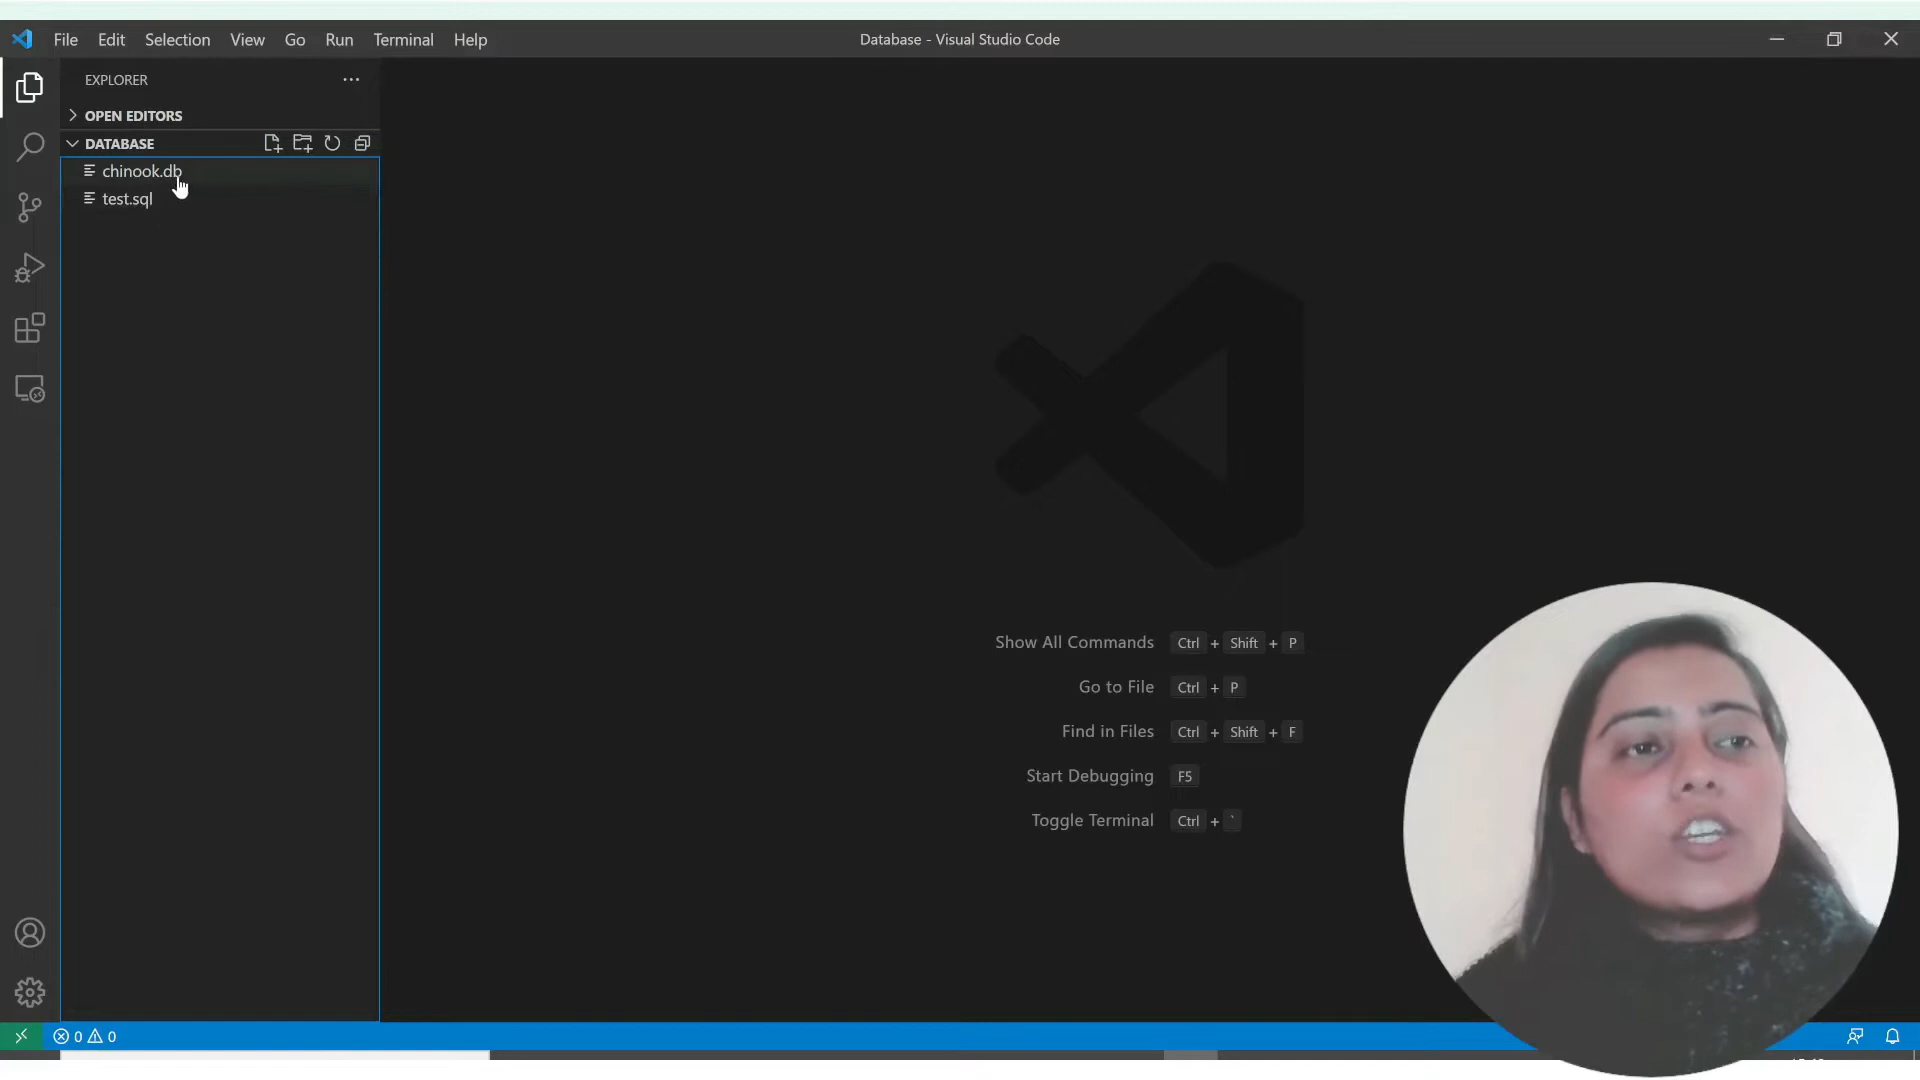 File Edit Selection View Go Run Terminal Help
Database - Visual Studio Code
EXPLORER
OPEN EDITORS
DATABASE
chinook.db
test.sql
Show All Commands Ctrl + Shift + P
Go to File Ctrl + P
Find in Files Ctrl + Shift + F
Start Debugging F5
Toggle Terminal Ctrl + `
0 0